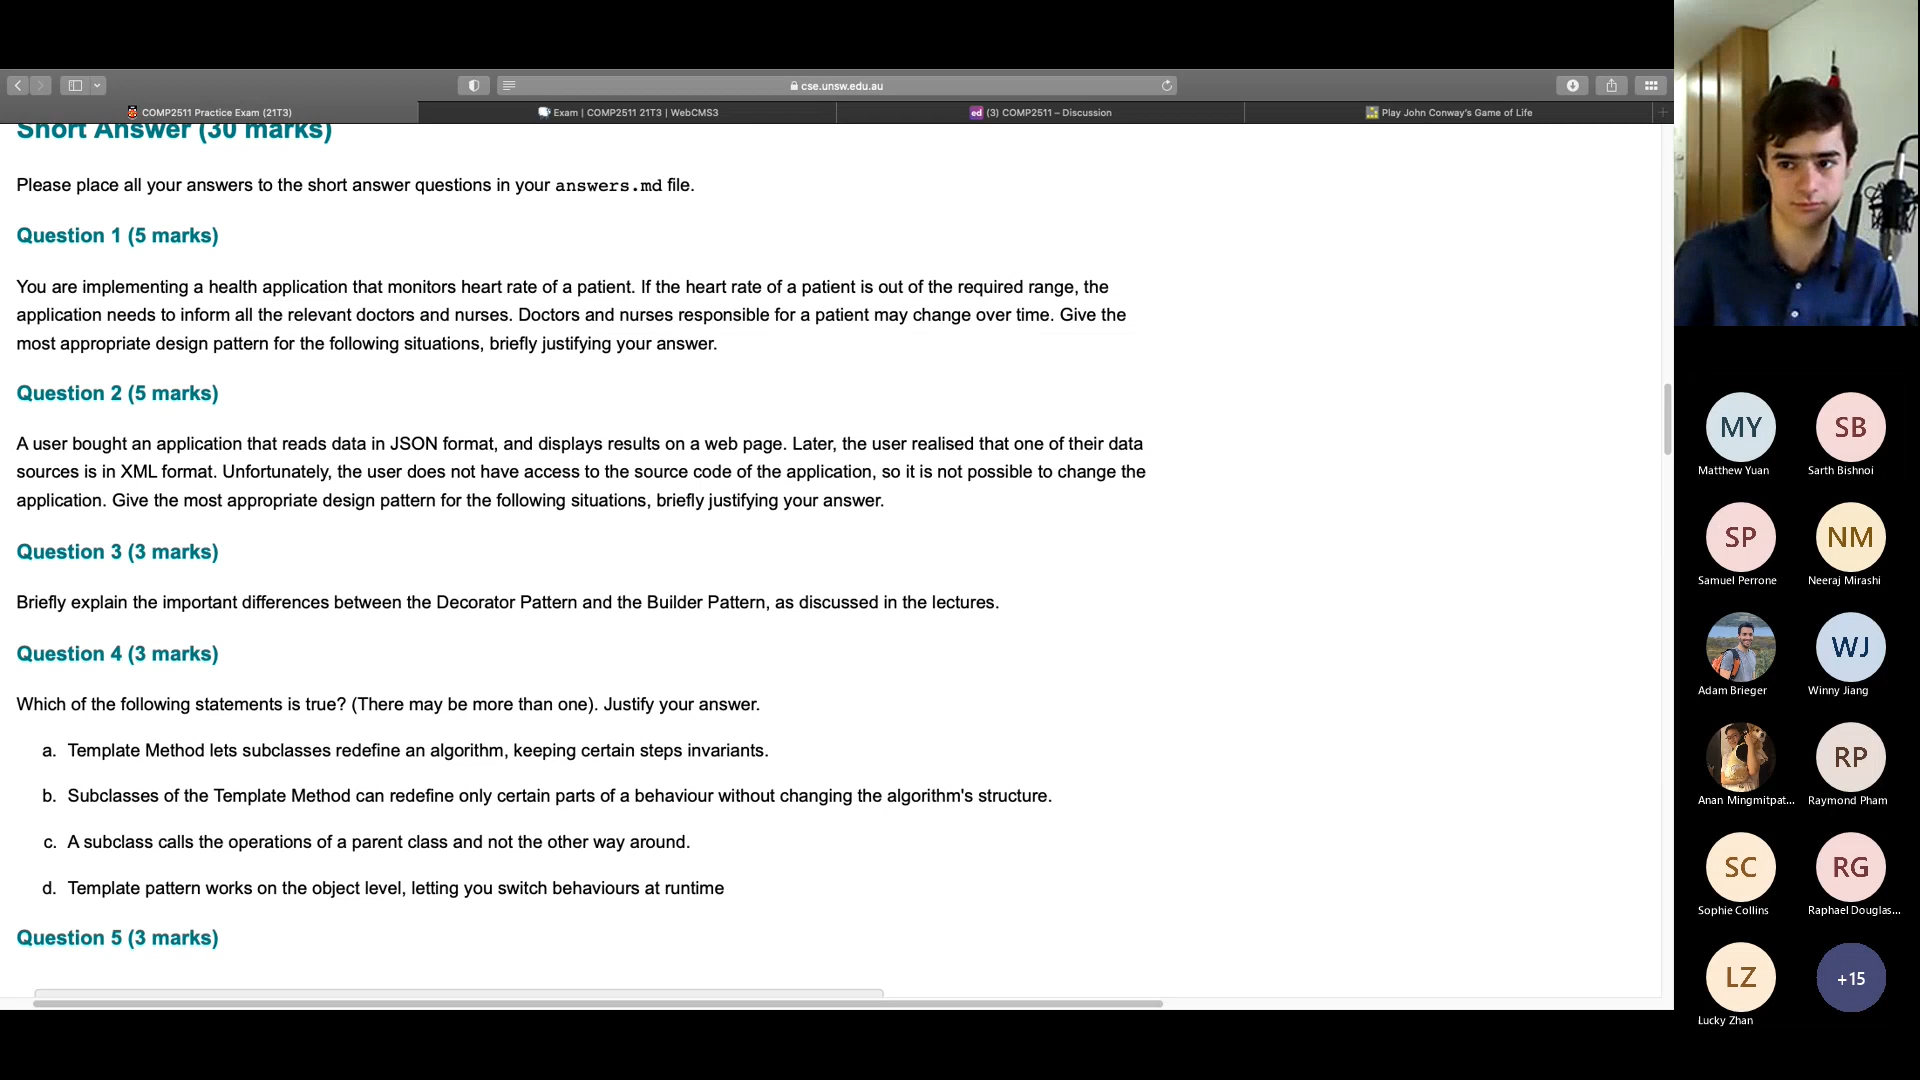 cse.unsw.edu.au
COMP2511 Practice Exam (21T3)
Exam | COMP2511 21T3 | WebCMS3
ed (3) COMP2511 – Discussion
Play John Conway's Game of Life
Short Answer (30 marks)
Please place all your answers to the short answer questions in your answers.md file.
Question 1 (5 marks)
You are implementing a health application that monitors heart rate of a patient. If the heart rate of a patient is out of the required range, the
application needs to inform all the relevant doctors and nurses. Doctors and nurses responsible for a patient may change over time. Give the
most appropriate design pattern for the following situations, briefly justifying your answer.
Question 2 (5 marks)
A user bought an application that reads data in JSON format, and displays results on a web page. Later, the user realised that one of their data
sources is in XML format. Unfortunately, the user does not have access to the source code of the application, so it is not possible to change the
application. Give the most appropriate design pattern for the following situations, briefly justifying your answer.
Question 3 (3 marks)
Briefly explain the important differences between the Decorator Pattern and the Builder Pattern, as discussed in the lectures.
Question 4 (3 marks)
Which of the following statements is true? (There may be more than one). Justify your answer.
a. Template Method lets subclasses redefine an algorithm, keeping certain steps invariants.
b. Subclasses of the Template Method can redefine only certain parts of a behaviour without changing the algorithm's structure.
c. A subclass calls the operations of a parent class and not the other way around.
d. Template pattern works on the object level, letting you switch behaviours at runtime
Question 5 (3 marks)
MY
SB
Matthew Yuan
Sarth Bishnoi
SP
NM
Samuel Perrone
Neeraj Mirashi
WJ
Adam Brieger
Winny Jiang
RP
Anan Mingmitpat...
Raymond Pham
SC
RG
Sophie Collins
Raphael Douglas...
LZ
+15
Lucky Zhan